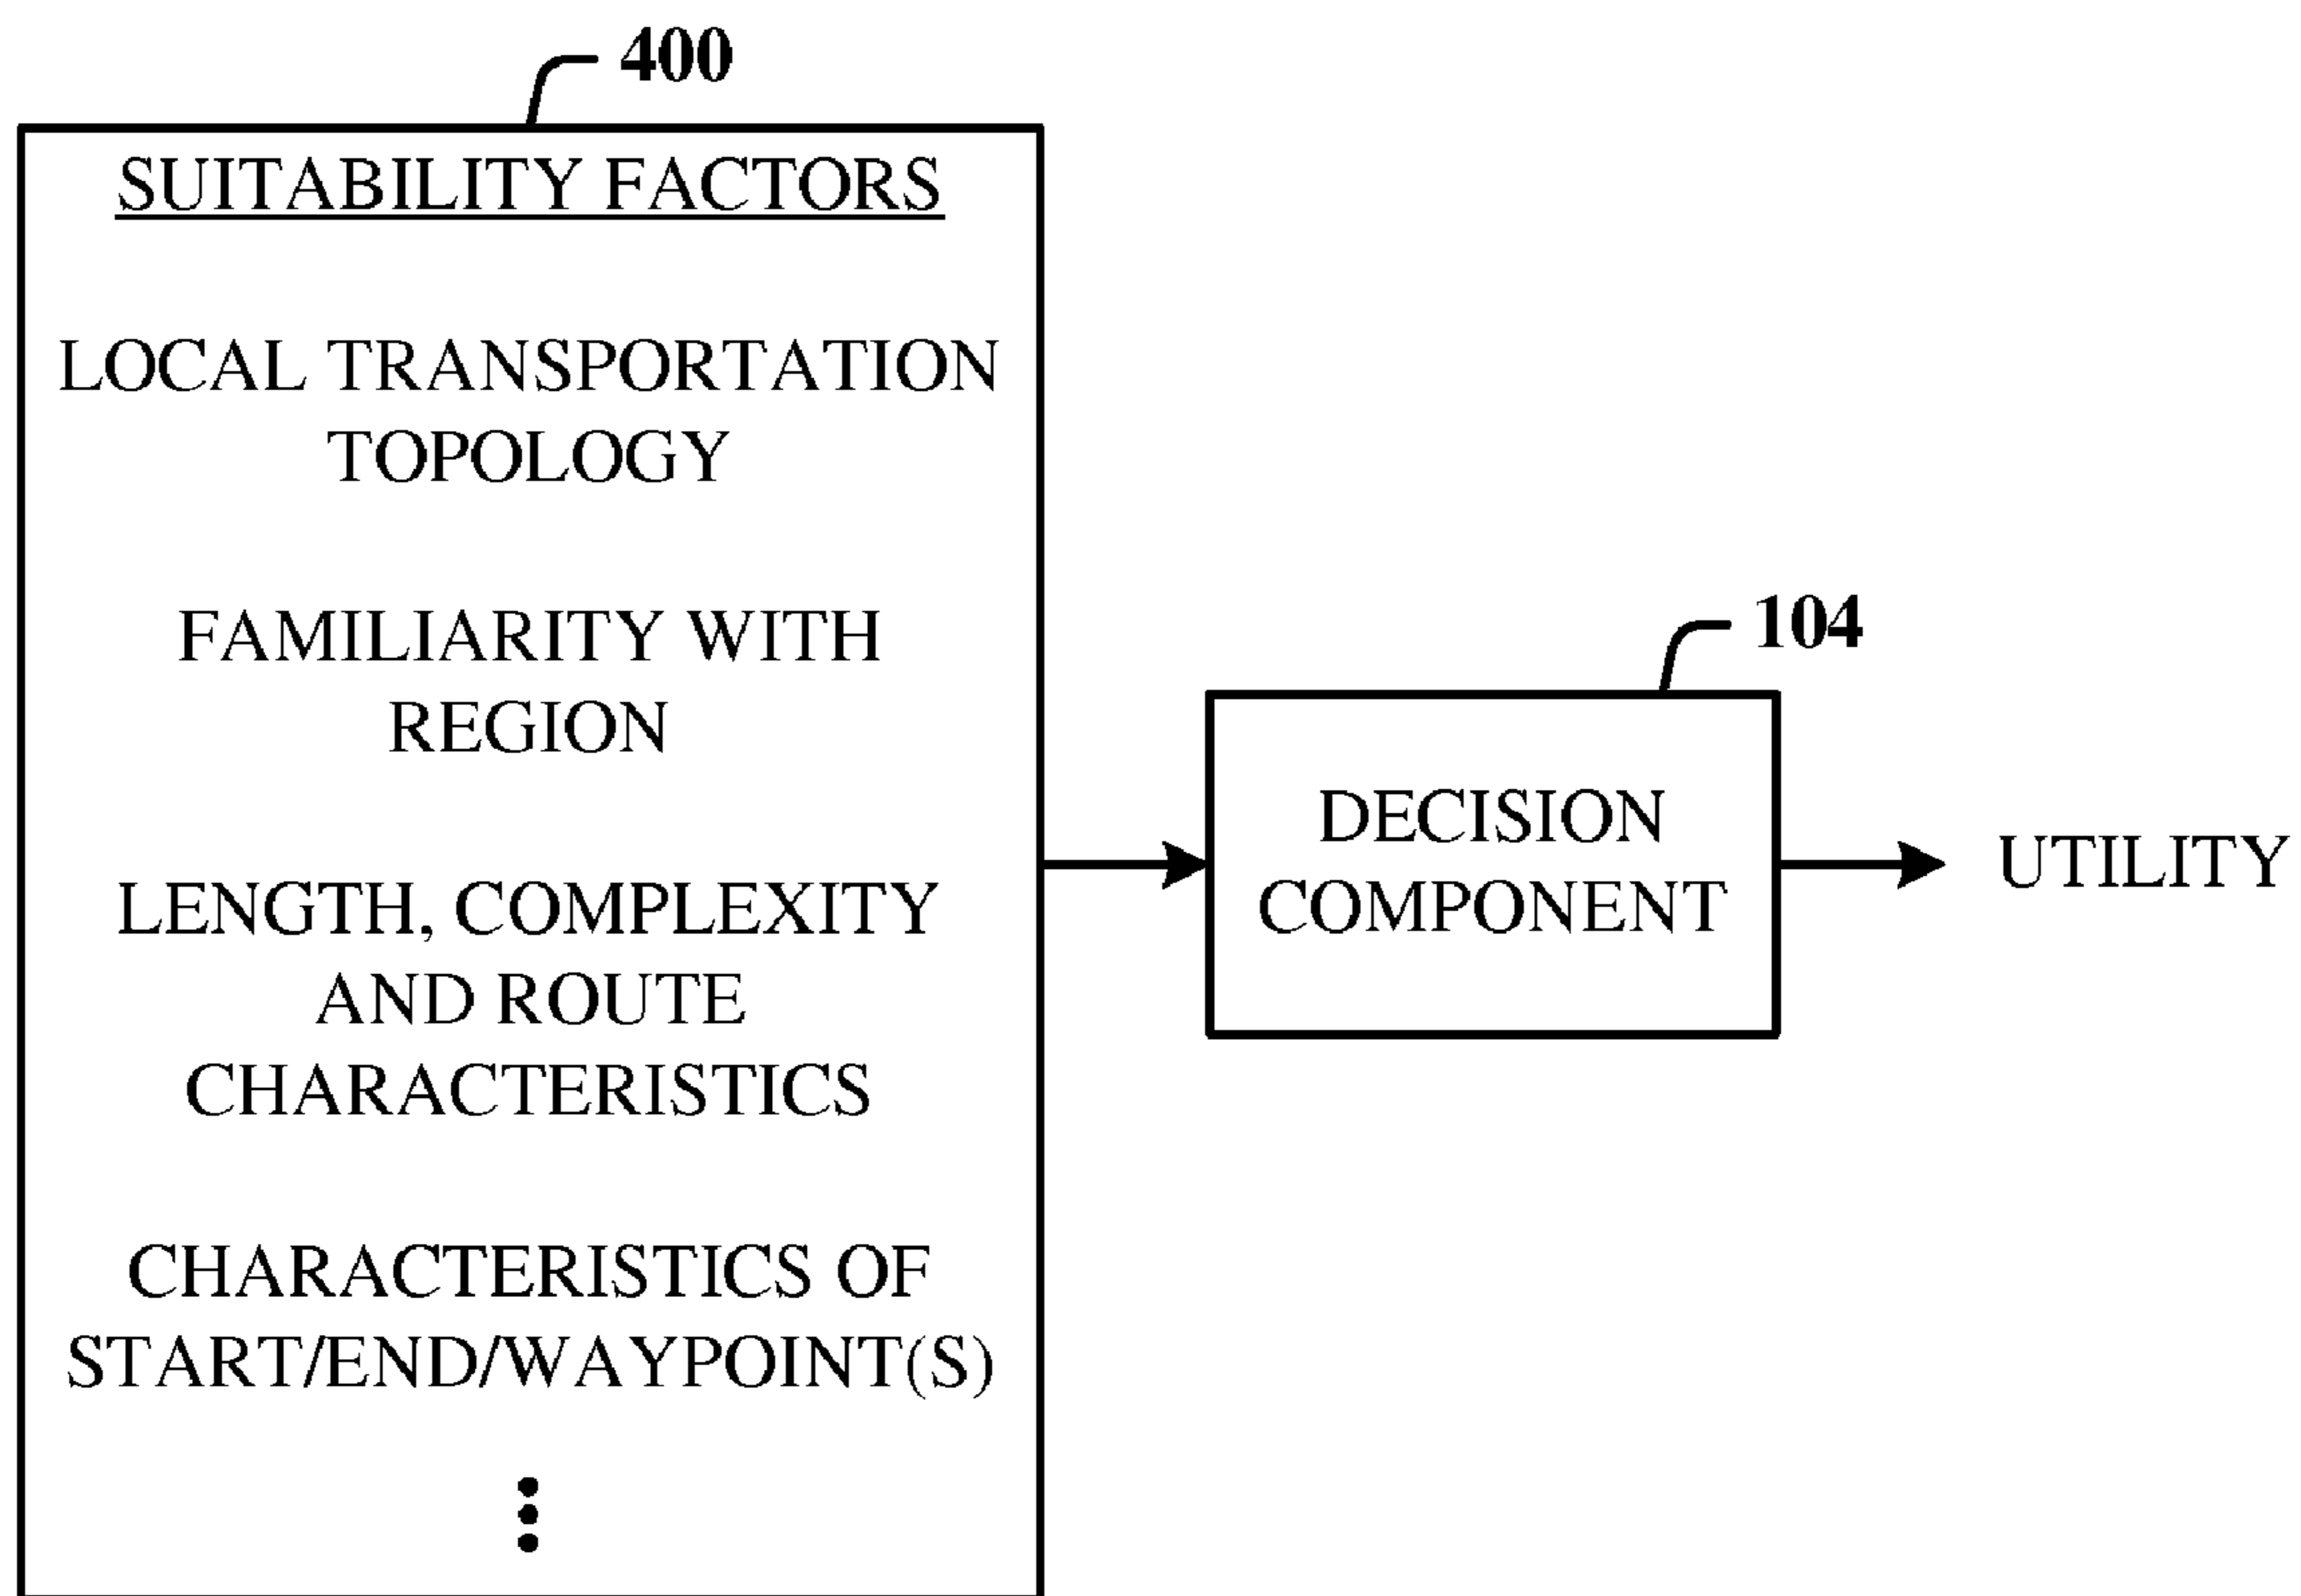 400
SUITABILITY FACTORS
LOCAL TRANSPORTATION
TOPOLOGY
FAMILIARITY WITH
REGION
LENGTH, COMPLEXITY
AND ROUTE
CHARACTERISTICS
CHARACTERISTICS OF
START/END/WAYPOINT(S)
104
DECISION
COMPONENT
UTILITY